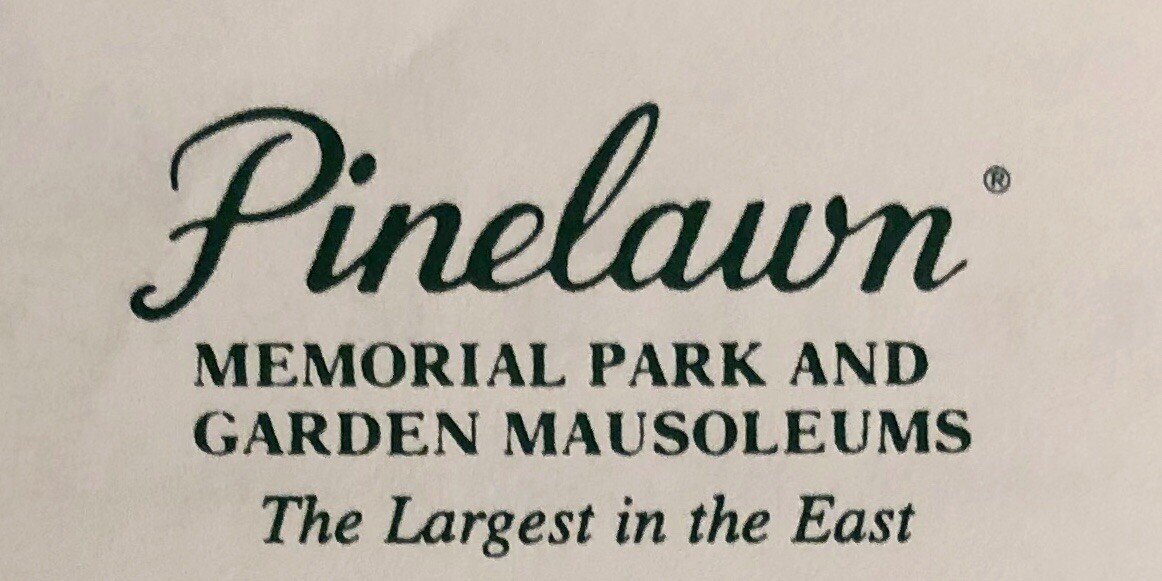 Pinelawn®
MEMORIAL PARK AND
GARDEN MAUSOLEUMS
The Largest in the East